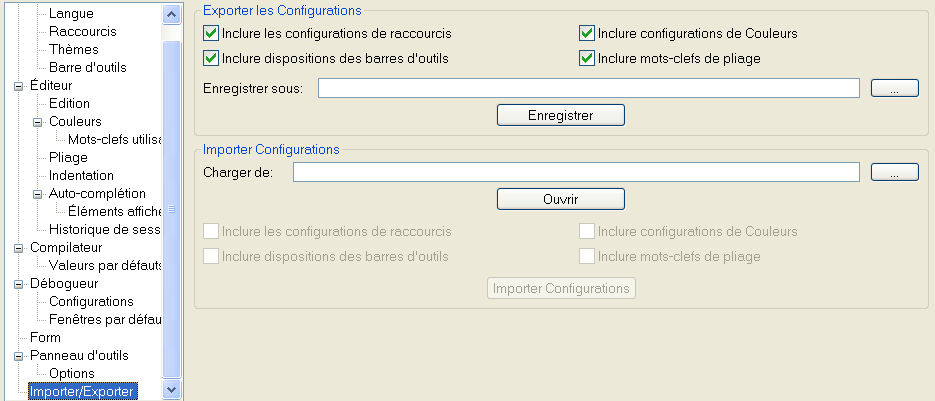 Langue
Raccourcis
Thèmes
Barre d'outils
Éditeur
Edition
Couleurs
Mots-clefs utilisa
Pliage
Indentation
Auto-complétion
Éléments affiche
Historique de sess
Compilateur
Valeurs par défauts
Débogueur
Configurations
Fenêtres par défau
Form
Panneau d'outils
Options
Importer/Exporter
Exporter les Configurations
Inclure les configurations de raccourcis
Inclure configurations de Couleurs
Inclure dispositions des barres d'outils
Inclure mots-clefs de pliage
Enregistrer sous:
...
Enregistrer
Importer Configurations
Charger de:
...
Ouvrir
Inclure les configurations de raccourcis
Inclure configurations de Couleurs
Inclure dispositions des barres d'outils
Inclure mots-clefs de pliage
Importer Configurations